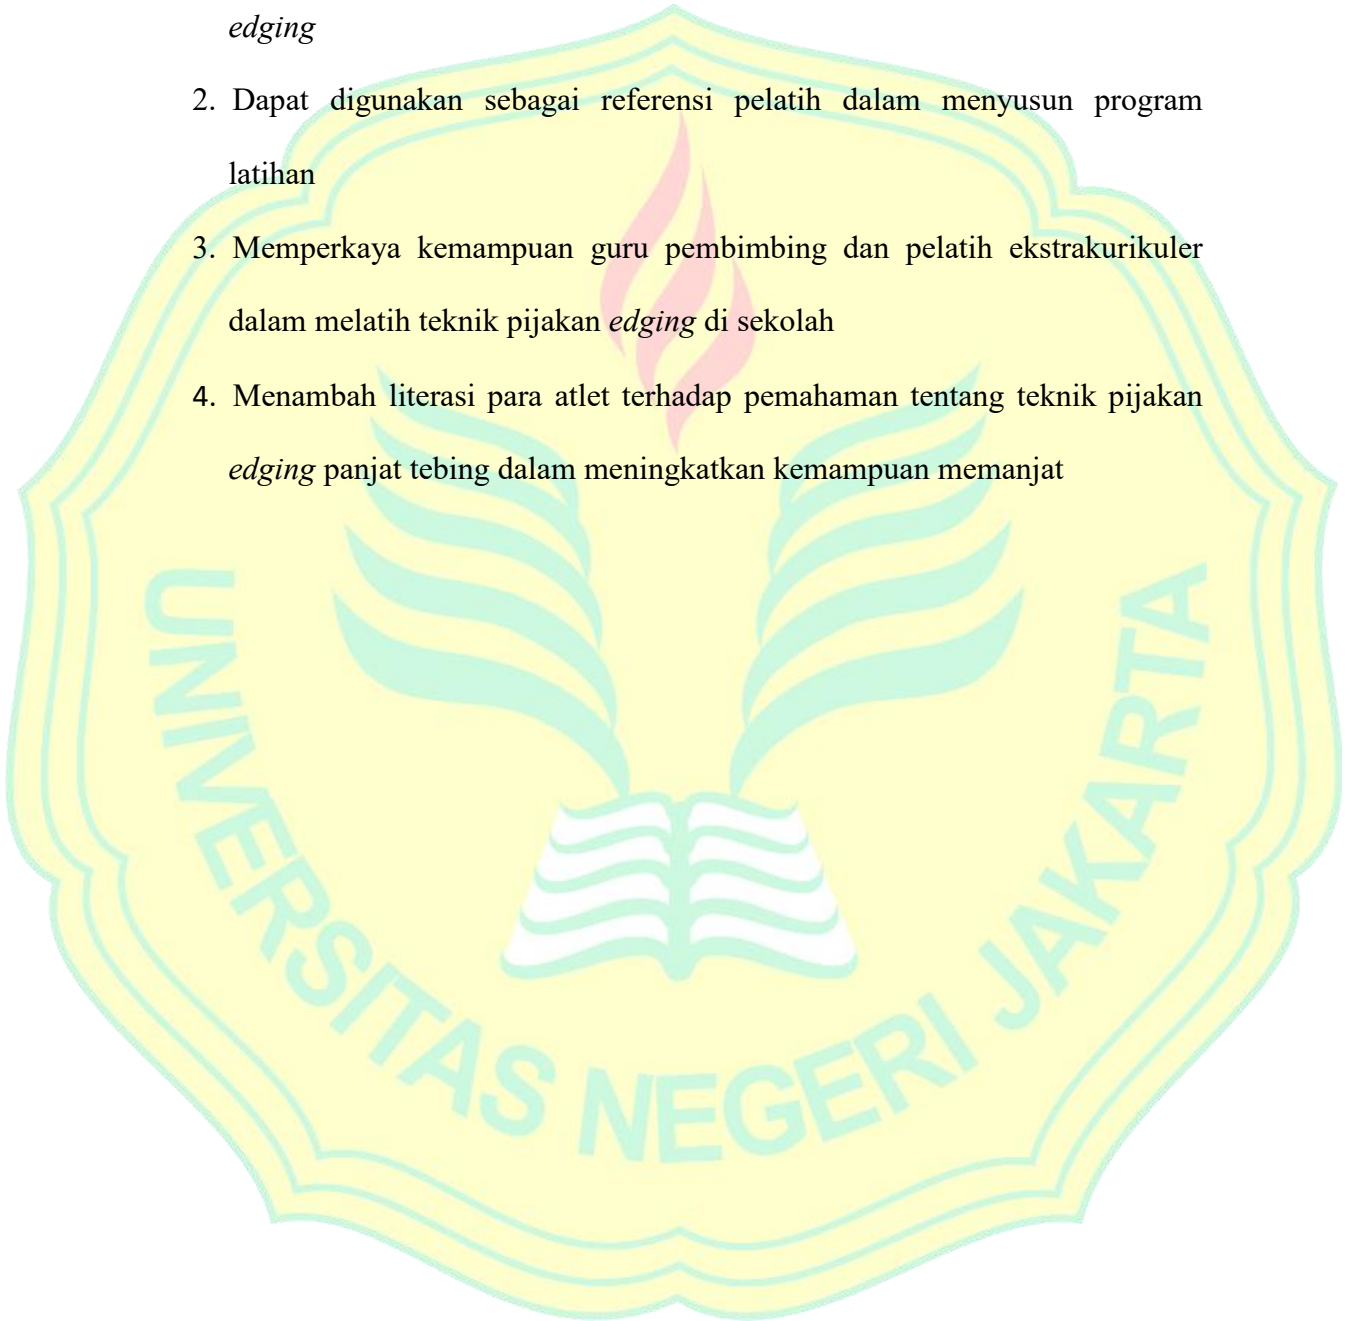 edging
2. Dapat digunakan sebagai referensi pelatih dalam menyusun program
latihan
3. Memperkaya kemampuan guru pembimbing dan pelatih ekstrakurikuler
dalam melatih teknik pijakan edging di sekolah
4. Menambah literasi para atlet terhadap pemahaman tentang teknik pijakan
edging panjat tebing dalam meningkatkan kemampuan memanjat
UNIVERSITAS NEGERI JAKARTA